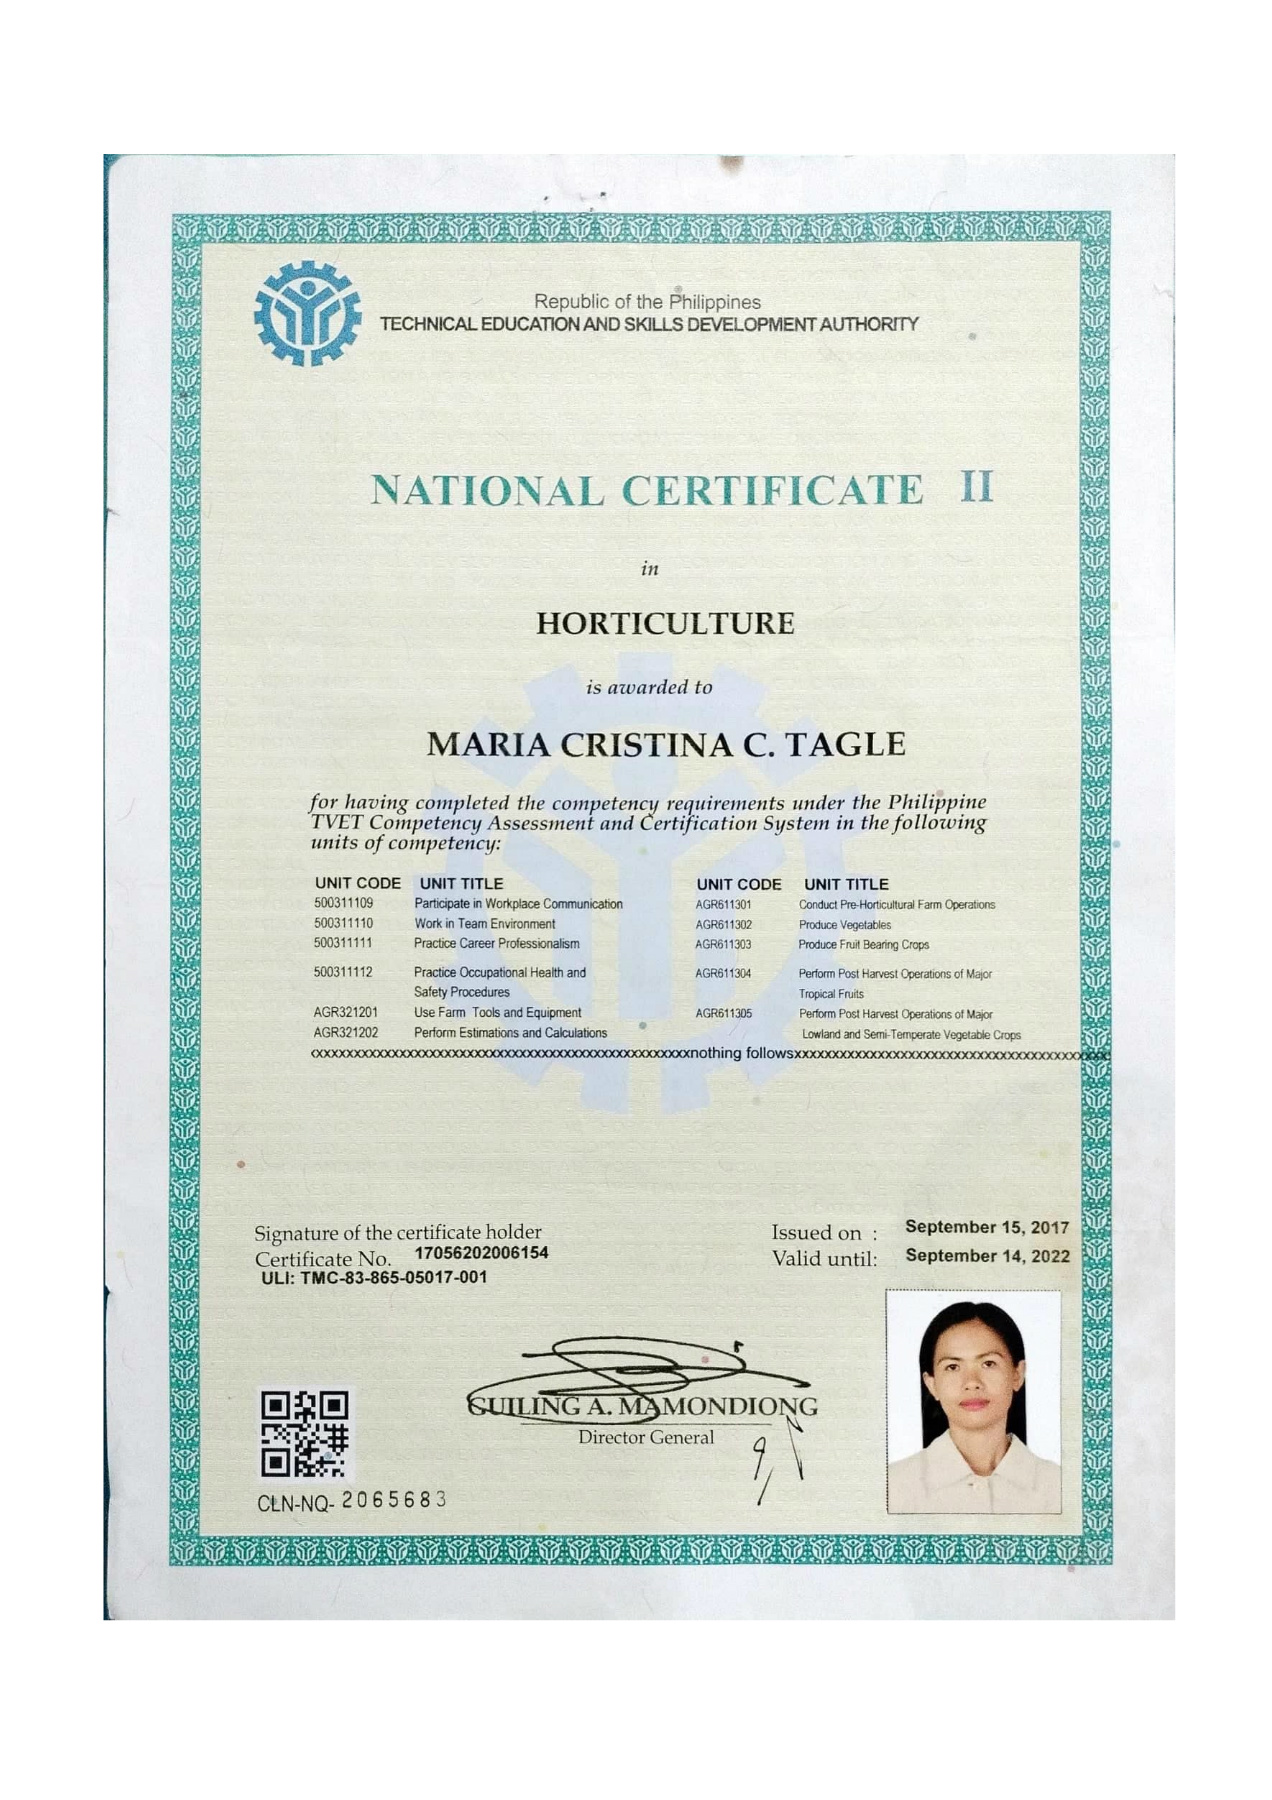 Republic of the Philippines
TECHNICAL EDUCATION AND SKILLS DEVELOPMENT AUTHORITY
NATIONAL CERTIFICATE II
in
HORTICULTURE
is awarded to
MARIA CRISTINA C. TAGLE
for having completed the competency requirements under the Philippine
TVET Competency Assessment and Certification System in the following
units of competency:
UNIT CODE UNIT TITLE
500311109 Participate in Workplace Communication
500311110 Work in Team Environment
500311111 Practice Career Professionalism
500311112 Practice Occupational Health and
Safety Procedures
AGR321201 Use Farm Tools and Equipment
AGR321202 Perform Estimations and Calculations
UNIT CODE UNIT TITLE
AGR611301 Conduct Pre-Horticultural Farm Operations
AGR611302 Produce Vegetables
AGR611303 Produce Fruit Bearing Crops
AGR611304 Perform Post Harvest Operations of Major
Tropical Fruits
AGR611305 Perform Post Harvest Operations of Major
Lowland and Semi-Temperate Vegetable Crops
xxxxxxxxxxxxxxxxxxxxxxxxxxxxxxxxxxxxxxxxxxxxxxxxxxxxnothing followsxxxxxxxxxxxxxxxxxxxxxxxxxxxxxxxxxxxxxxxxxxx
Signature of the certificate holder
Certificate No. 17056202006154
ULI: TMC-83-865-05017-001
Issued on : September 15, 2017
Valid until: September 14, 2022
GUILING A. MAMONDIONG
Director General
CLN-NQ- 2065683